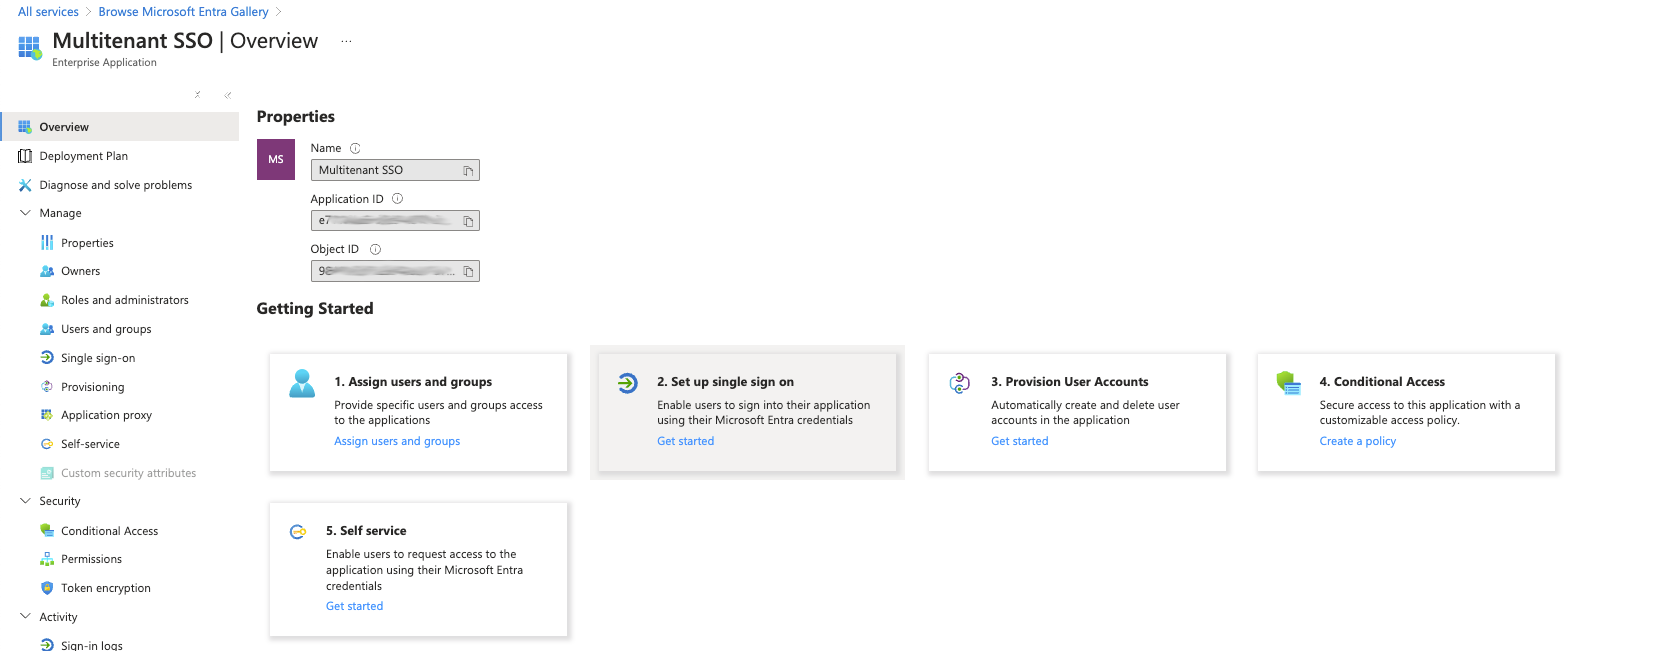 All services > Browse Microsoft Entra Gallery >
Multitenant SSO | Overview ...
Enterprise Application
Overview
Deployment Plan
Diagnose and solve problems
Manage
Properties
Owners
Roles and administrators
Users and groups
Single sign-on
Provisioning
Application proxy
Self-service
Custom security attributes
Security
Conditional Access
Permissions
Token encryption
Activity
Sign-in logs
Properties
MS
Name
Multitenant SSO
Application ID
e7
Object ID
98
Getting Started
1. Assign users and groups
Provide specific users and groups access
to the applications
Assign users and groups
2. Set up single sign on
Enable users to sign into their application
using their Microsoft Entra credentials
Get started
3. Provision User Accounts
Automatically create and delete user
accounts in the application
Get started
4. Conditional Access
Secure access to this application with a
customizable access policy.
Create a policy
5. Self service
Enable users to request access to the
application using their Microsoft Entra
credentials
Get started